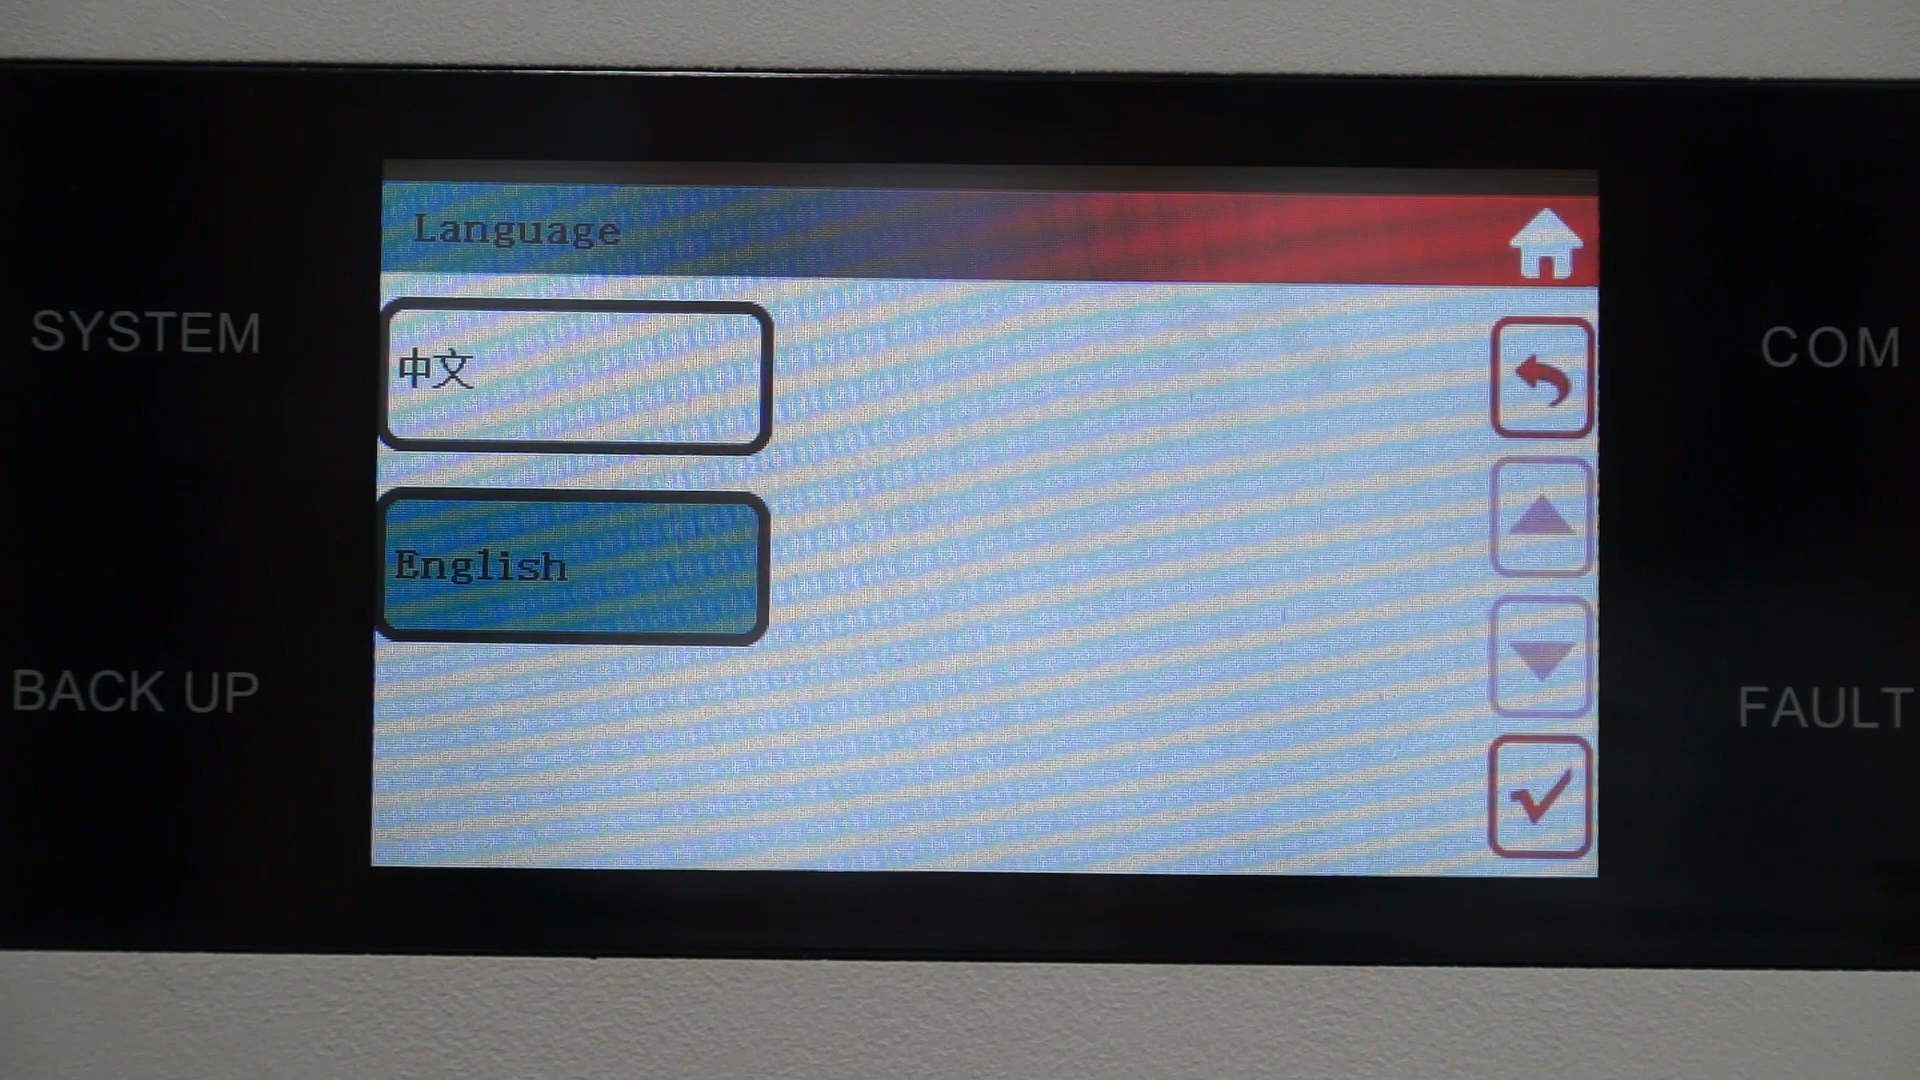 Language
SYSTEM
中文
COM
English
BACK UP
FAULT